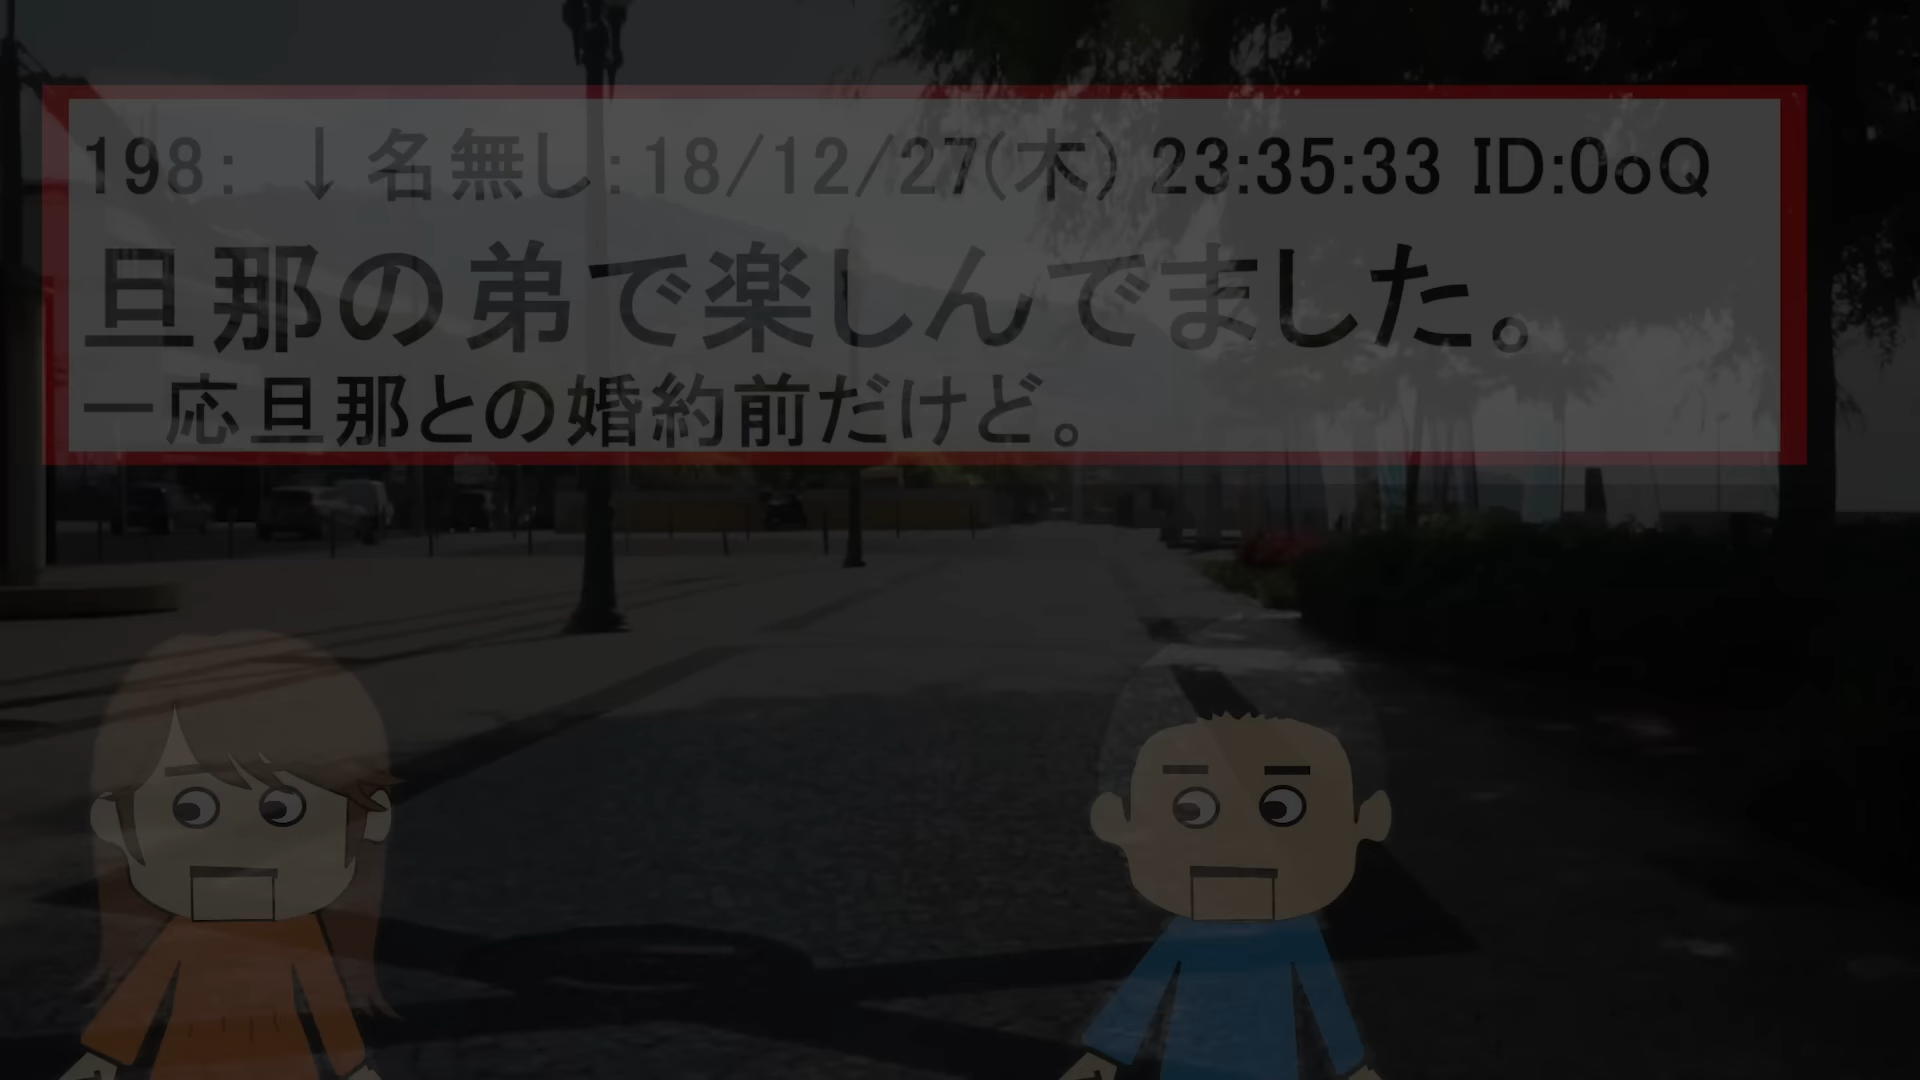 198: ↓名無し:18/12/27(木) 23:35:33 ID:0oQ
旦那の弟で楽しんでました。
一応旦那との婚約前だけど。